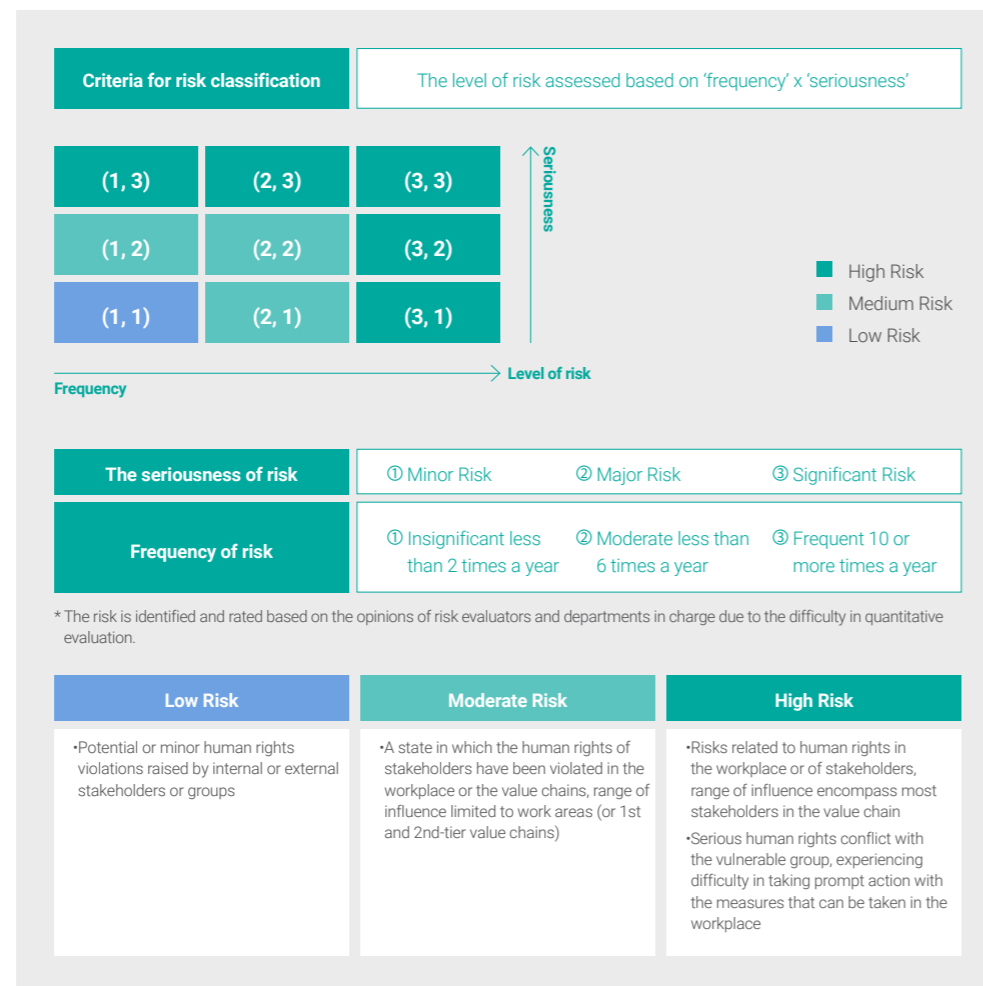 Criteria for risk classification
The level of risk assessed based on ‘frequency’ x ‘seriousness’
(1, 3) (2, 3) (3, 3)
(1, 2) (2, 2) (3, 2)
(1, 1) (2, 1) (3, 1)
Seriousness
Frequency
Level of risk
High Risk
Medium Risk
Low Risk
The seriousness of risk
① Minor Risk ② Major Risk ③ Significant Risk
Frequency of risk
① Insignificant less
than 2 times a year
② Moderate less than
6 times a year
③ Frequent 10 or
more times a year
* The risk is identified and rated based on the opinions of risk evaluators and departments in charge due to the difficulty in quantitative
evaluation.
Low Risk
•Potential or minor human rights
violations raised by internal or external
stakeholders or groups
Moderate Risk
•A state in which the human rights of
stakeholders have been violated in the
workplace or the value chains, range of
influence limited to work areas (or 1st
and 2nd-tier value chains)
High Risk
•Risks related to human rights in
the workplace or of stakeholders,
range of influence encompass most
stakeholders in the value chain
•Serious human rights conflict with
the vulnerable group, experiencing
difficulty in taking prompt action with
the measures that can be taken in the
workplace